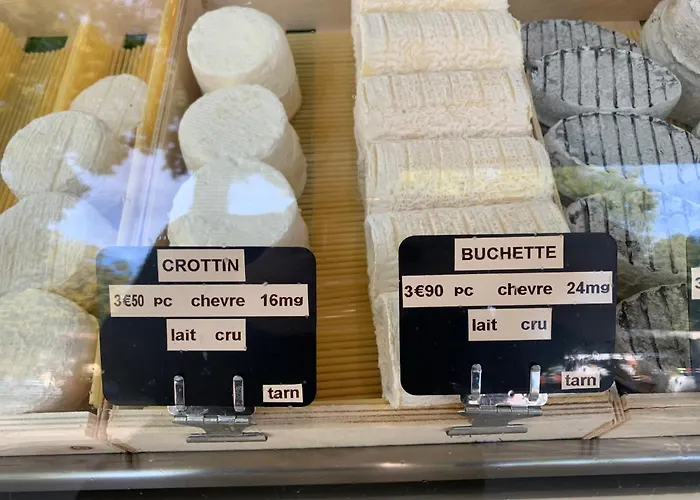 CROTTIN
3€50 pc chevre 16mg
lait cru
tarn
BUCHETTE
3€90 pc chevre 24mg
lait cru
tarn